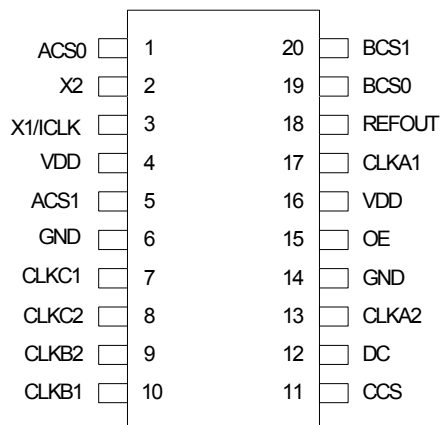 ACS0 1 20 BCS1
X2 2 19 BCS0
X1/ICLK 3 18 REFOUT
VDD 4 17 CLKA1
ACS1 5 16 VDD
GND 6 15 OE
CLKC1 7 14 GND
CLKC2 8 13 CLKA2
CLKB2 9 12 DC
CLKB1 10 11 CCS